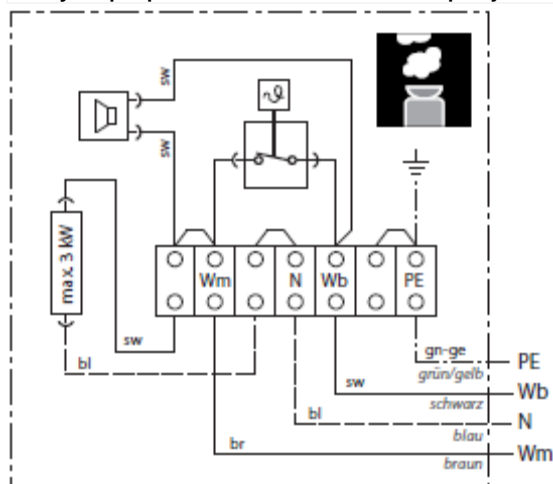 sw
sw
max. 3 kW
Wm N Wb PE
sw
bl
gn-ge
grün/gelb
PE
sw
schwarz
Wb
bl
blau
N
br
braun
Wm